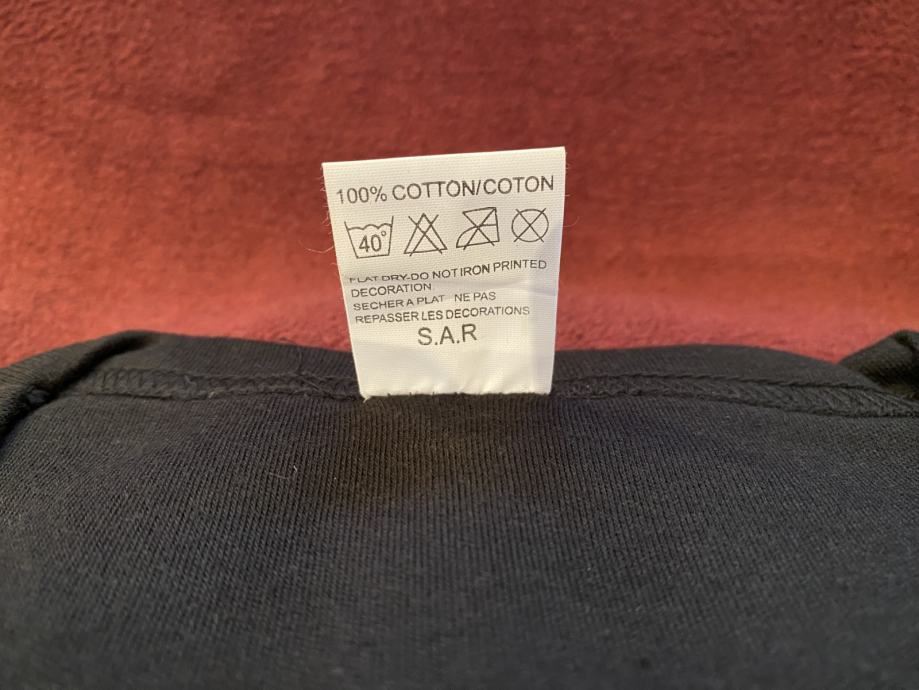 100% COTTON/COTON
40°
FLAT DRY-DO NOT IRON PRINTED
DECORATION
SECHER A PLAT NE PAS
REPASSER LES DECORATIONS
S.A.R